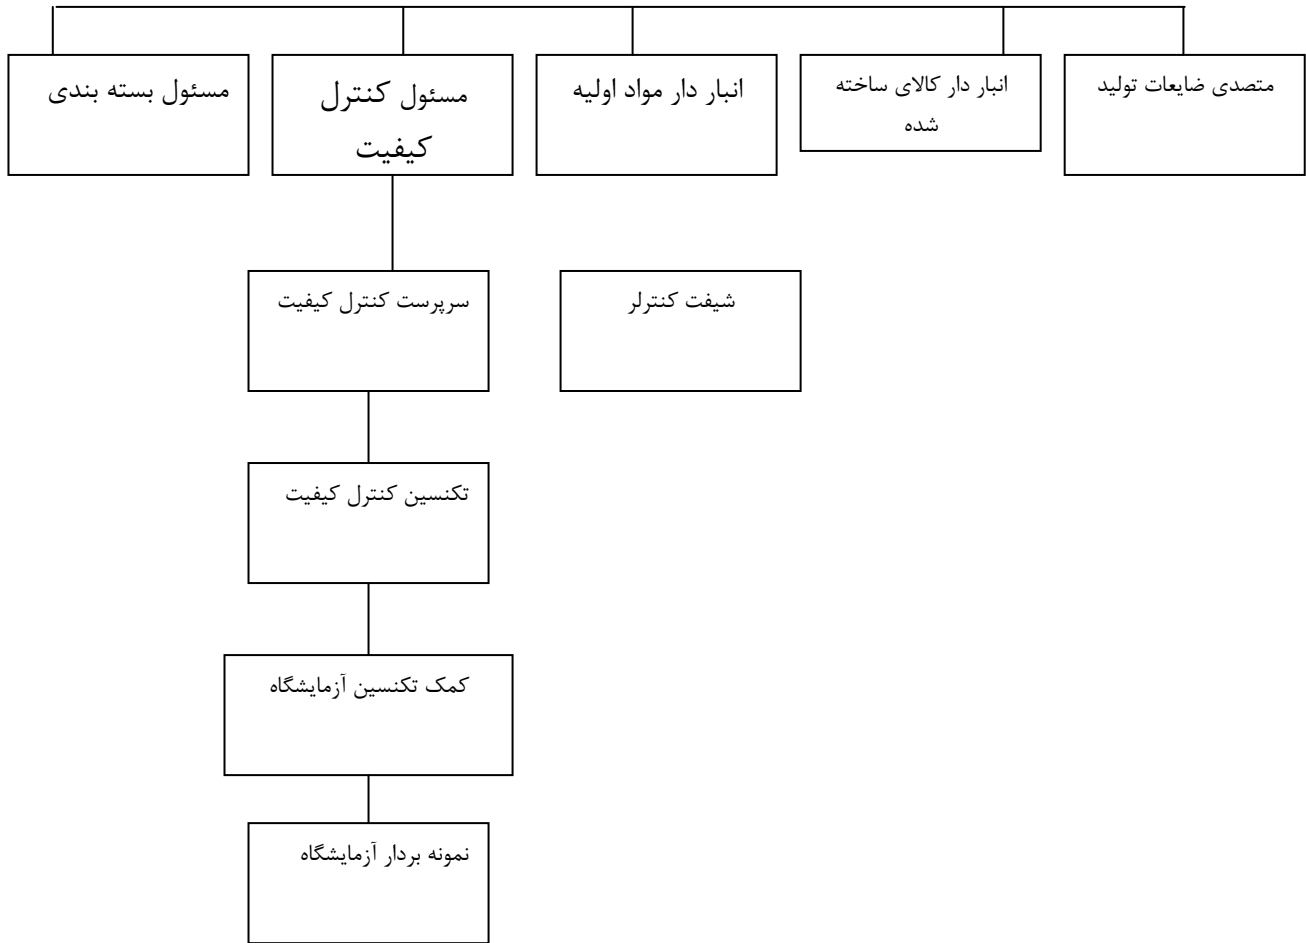 متصدی ضایعات تولید
انبار دار کالای ساخته
شده
انبار دار مواد اولیه
مسئول کنترل
کیفیت
مسئول بسته بندی
شیفت کنترلر
سرپرست کنترل کیفیت
تکنسین کنترل کیفیت
کمک تکنسین آزمایشگاه
نمونه بردار آزمایشگاه